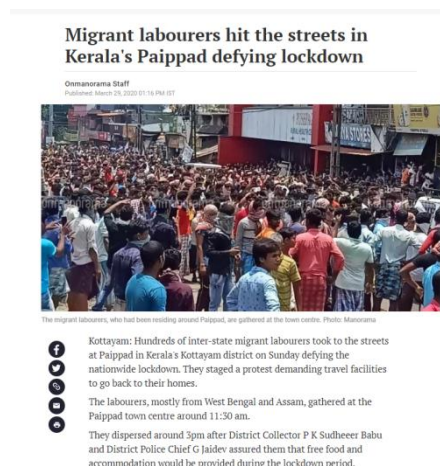 Migrant labourers hit the streets in
Kerala's Paippad defying lockdown
Onmanorama Staff
Published: March 29, 2020 01:16 PM IST
STORES
The migrant labourers, who had been residing around Paippad, are gathered at the town centre. Photo: Manorama
Kottayam: Hundreds of inter-state migrant labourers took to the streets
at Paippad in Kerala's Kottayam district on Sunday defying the
nationwide lockdown. They staged a protest demanding travel facilities
to go back to their homes.
The labourers, mostly from West Bengal and Assam, gathered at the
Paippad town centre around 11:30 am.
They dispersed around 3pm after District Collector P K Sudheeer Babu
and District Police Chief G Jaidev assured them that free food and
accommodation would be provided during the lockdown period.